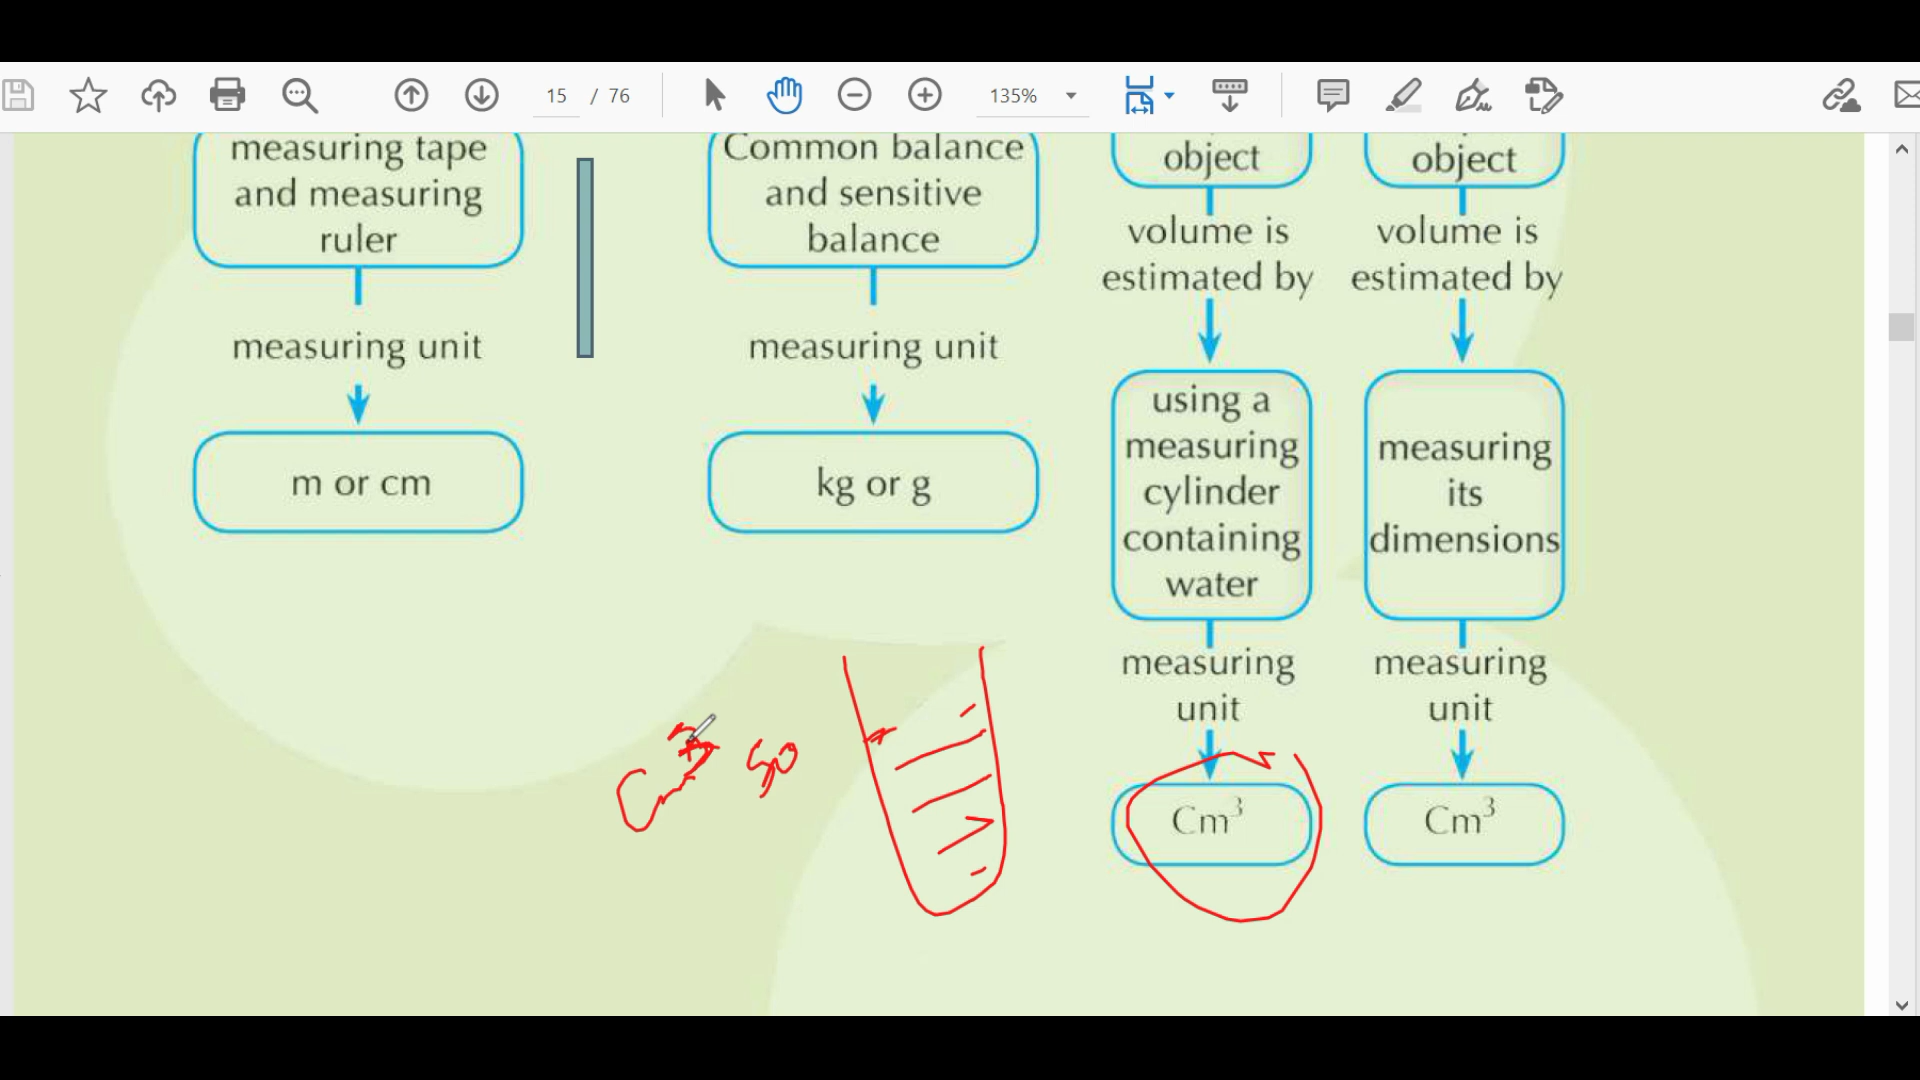 15 / 76
135%
measuring tape
and measuring
ruler
measuring unit
m or cm
Common balance
and sensitive
balance
measuring unit
kg or g
object
volume is
estimated by
using a
measuring
cylinder
containing
water
measuring
unit
Cm³
object
volume is
estimated by
measuring
its
dimensions
measuring
unit
Cm³
50